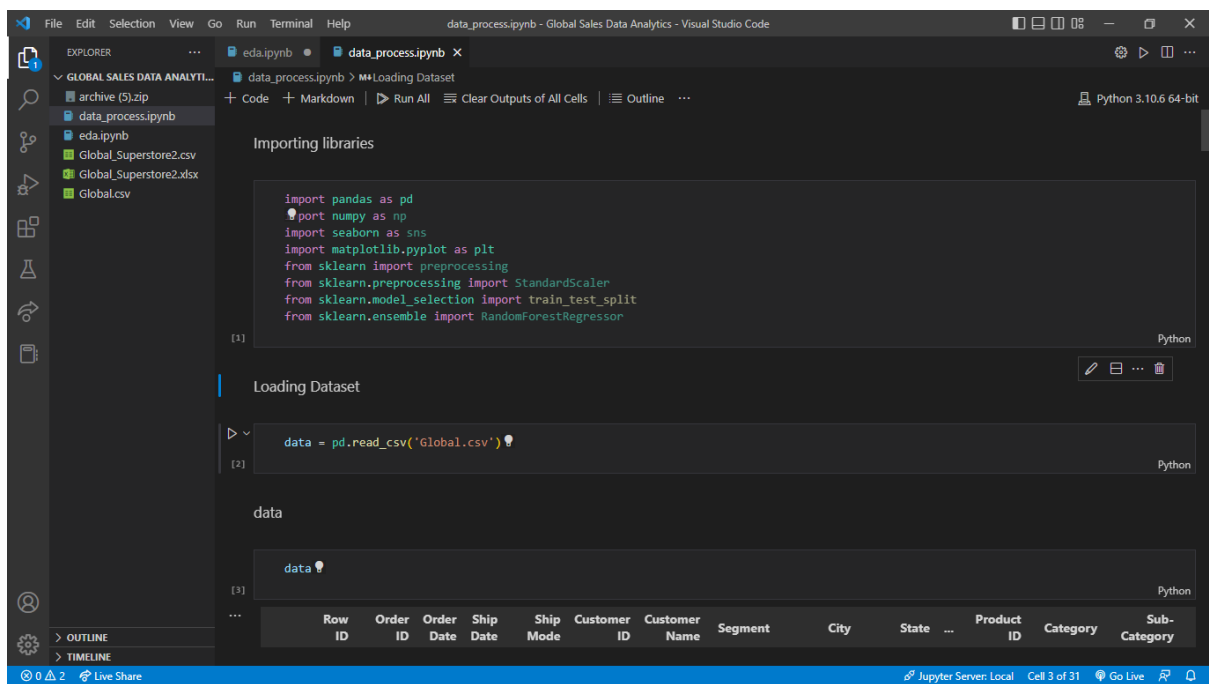 File Edit Selection View Go Run Terminal Help data_process.ipynb - Global Sales Data Analytics - Visual Studio Code
EXPLORER ...
GLOBAL SALES DATA ANALYTI...
archive (5).zip
data_process.ipynb
eda.ipynb
Global_Superstore2.csv
Global_Superstore2.xlsx
Global.csv
OUTLINE
TIMELINE
eda.ipynb data_process.ipynb
data_process.ipynb > M↓Loading Dataset
+ Code + Markdown | Run All Clear Outputs of All Cells | Outline ... Python 3.10.6 64-bit
Importing libraries
import pandas as pd
port numpy as np
import seaborn as sns
import matplotlib.pyplot as plt
from sklearn import preprocessing
from sklearn.preprocessing import StandardScaler
from sklearn.model_selection import train_test_split
from sklearn.ensemble import RandomForestRegressor
[1] Python
Loading Dataset
data = pd.read_csv('Global.csv')
[2] Python
data
data
[3] Python
... Row ID Order ID Order Date Ship Date Ship Mode Customer ID Customer Name Segment City State ... Product ID Category Sub-Category
0 2 Live Share Jupyter Server: Local Cell 3 of 31 Go Live
1